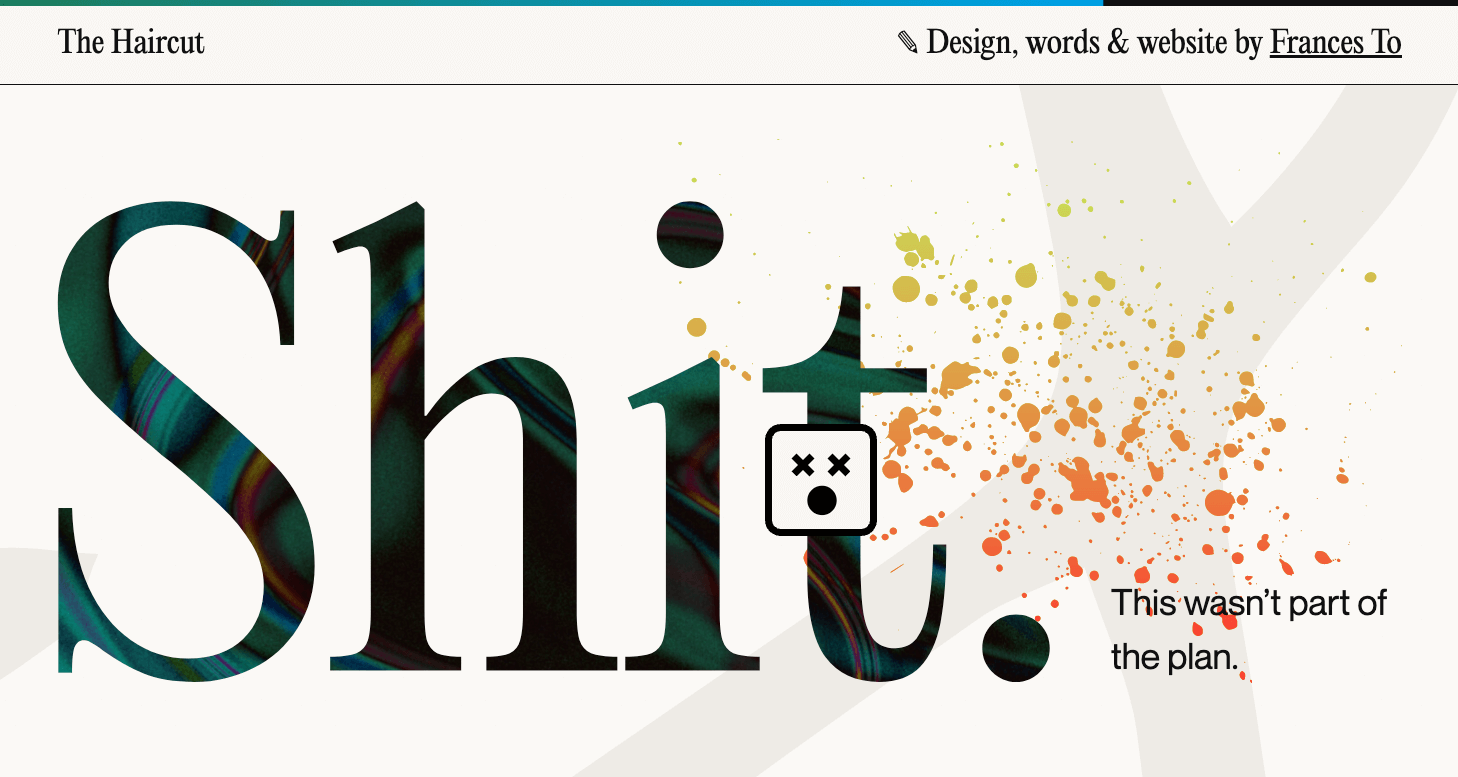 The Haircut
✎ Design, words & website by Frances To
Shit.
This wasn’t part of
the plan.